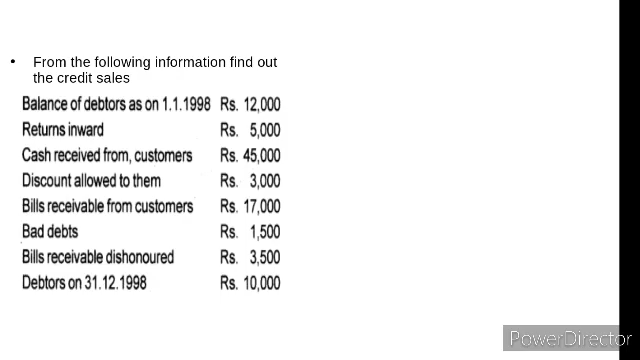 • From the following information find out
the credit sales
Balance of debtors as on 1.1.1998 Rs. 12,000
Returns inward Rs. 5,000
Cash received from, customers Rs. 45,000
Discount allowed to them Rs. 3,000
Bills receivable from customers Rs. 17,000
Bad debts Rs. 1,500
Bills receivable dishonoured Rs. 3,500
Debtors on 31.12.1998 Rs. 10,000
PowerDirector